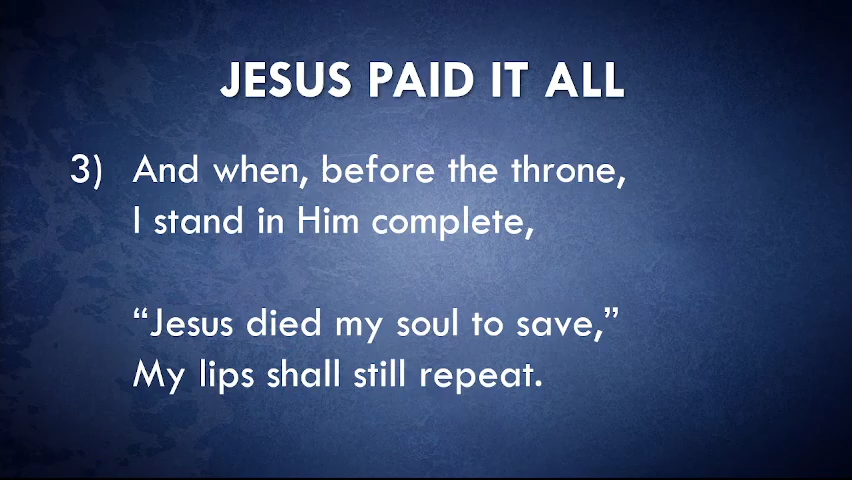 JESUS PAID IT ALL
3) And when, before the throne,
I stand in Him complete,
“Jesus died my soul to save,”
My lips shall still repeat.